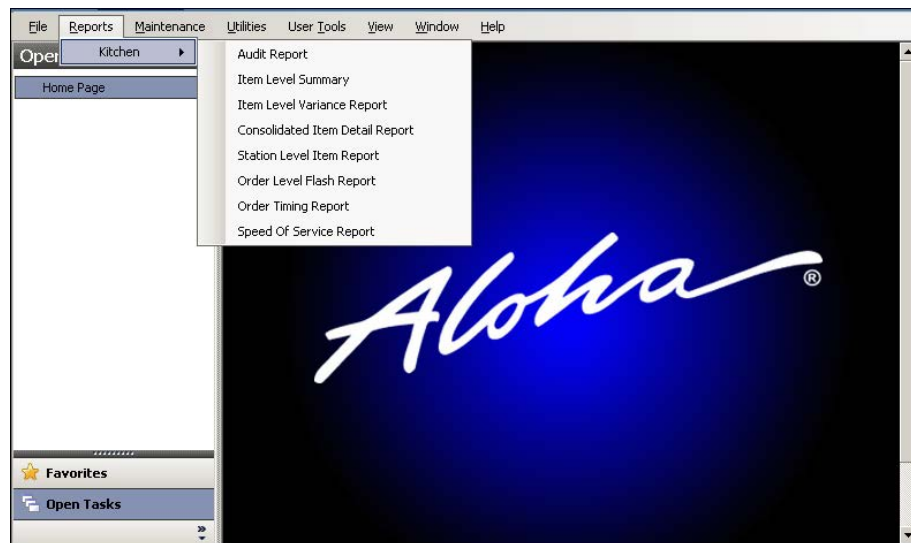 File Reports Maintenance Utilities User Tools View Window Help
Kitchen
Audit Report
Item Level Summary
Item Level Variance Report
Consolidated Item Detail Report
Station Level Item Report
Order Level Flash Report
Order Timing Report
Speed Of Service Report
Open
Home Page
Aloha®
Favorites
Open Tasks